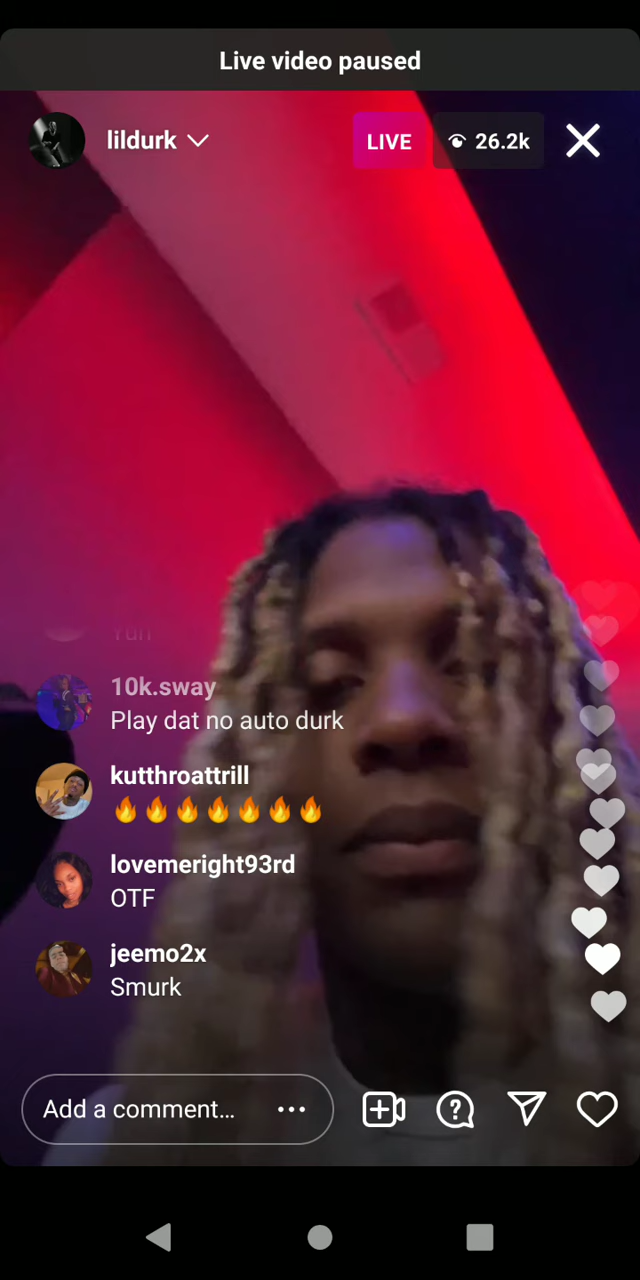 Live video paused
lildurk
LIVE
26.2k
Yuh
10k.sway
Play dat no auto durk
kutthroattrill
🔥🔥🔥🔥🔥🔥🔥
lovemeright93rd
OTF
jeemo2x
Smurk
Add a comment...